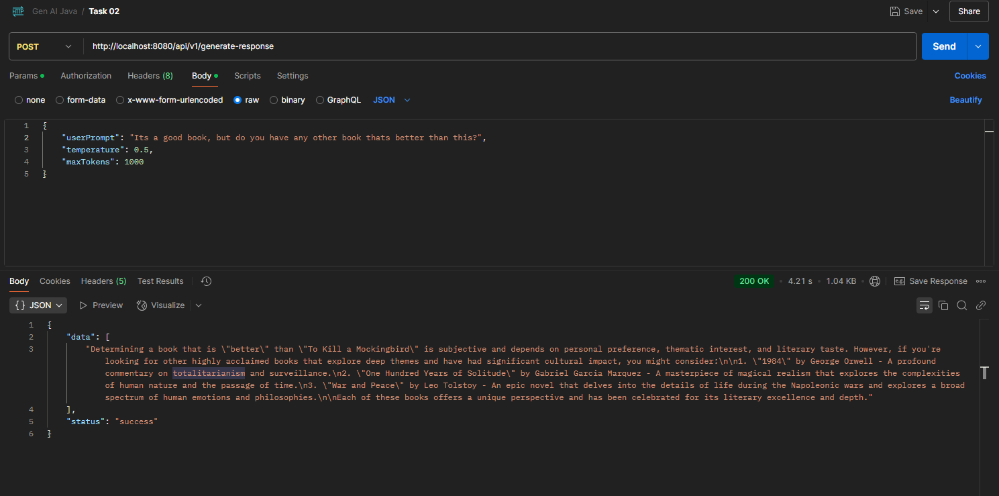 HTTP Gen AI Java / Task 02 Save Share
POST http://localhost:8080/api/v1/generate-response Send
Params Authorization Headers (8) Body Scripts Settings Cookies
none form-data x-www-form-urlencoded raw binary GraphQL JSON Beautify
1 {
2 "userPrompt": "Its a good book, but do you have any other book thats better than this?",
3 "temperature": 0.5,
4 "maxTokens": 1000
5 }
Body Cookies Headers (5) Test Results 200 OK 4.21 s 1.04 KB e.g. Save Response
{} JSON Preview Visualize
1 {
2 "data": [
3 "Determining a book that is \"better\" than \"To Kill a Mockingbird\" is subjective and depends on personal preference, thematic interest, and literary taste. However, if you're
looking for other highly acclaimed books that explore deep themes and have had significant cultural impact, you might consider:\n\n1. \"1984\" by George Orwell - A profound
commentary on totalitarianism and surveillance.\n2. \"One Hundred Years of Solitude\" by Gabriel Garcia Marquez - A masterpiece of magical realism that explores the complexities
of human nature and the passage of time.\n3. \"War and Peace\" by Leo Tolstoy - An epic novel that delves into the details of life during the Napoleonic wars and explores a broad
spectrum of human emotions and philosophies.\n\nEach of these books offers a unique perspective and has been celebrated for its literary excellence and depth."
4 ],
5 "status": "success"
6 }